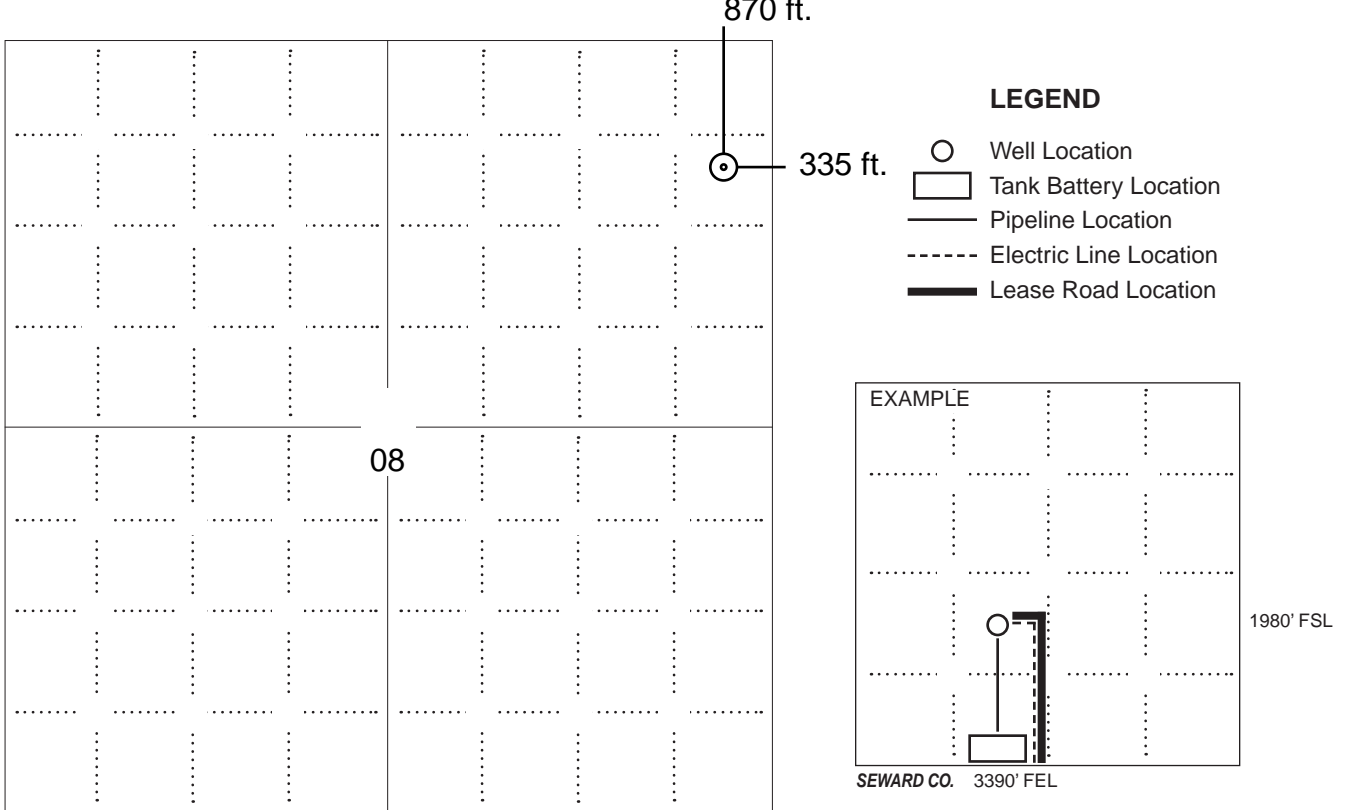 870 ft.
335 ft.
LEGEND
Well Location
Tank Battery Location
Pipeline Location
Electric Line Location
Lease Road Location
08
EXAMPLE
1980' FSL
SEWARD CO. 3390' FEL